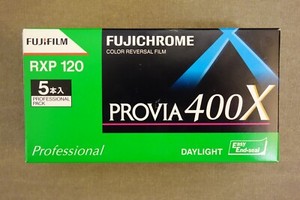 FUJIFILM
FUJICHROME
COLOR REVERSAL FILM
RXP 120
5本入
PROFESSIONAL
PACK
PROVIA 400X
Professional
DAYLIGHT
Easy
End-seal